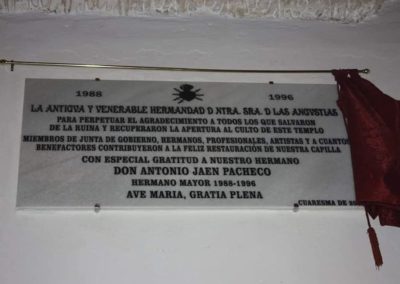 1988 1996
LA ANTIGUA Y VENERABLE HERMANDAD D NTRA. SRA. D LAS ANGUSTIAS
PARA PERPETUAR EL AGRADECIMIENTO A TODOS LOS QUE SALVARON
DE LA RUINA Y RECUPERARON LA APERTURA AL CULTO DE ESTE TEMPLO
MIEMBROS DE JUNTA DE GOBIERNO, HERMANOS, PROFESIONALES, ARTISTAS Y A CUANTOS
BENEFACTORES CONTRIBUYERON A LA FELIZ RESTAURACIÓN DE NUESTRA CAPILLA
CON ESPECIAL GRATITUD A NUESTRO HERMANO
DON ANTONIO JAEN PACHECO
HERMANO MAYOR 1988-1996
AVE MARIA, GRATIA PLENA
CUARESMA DE